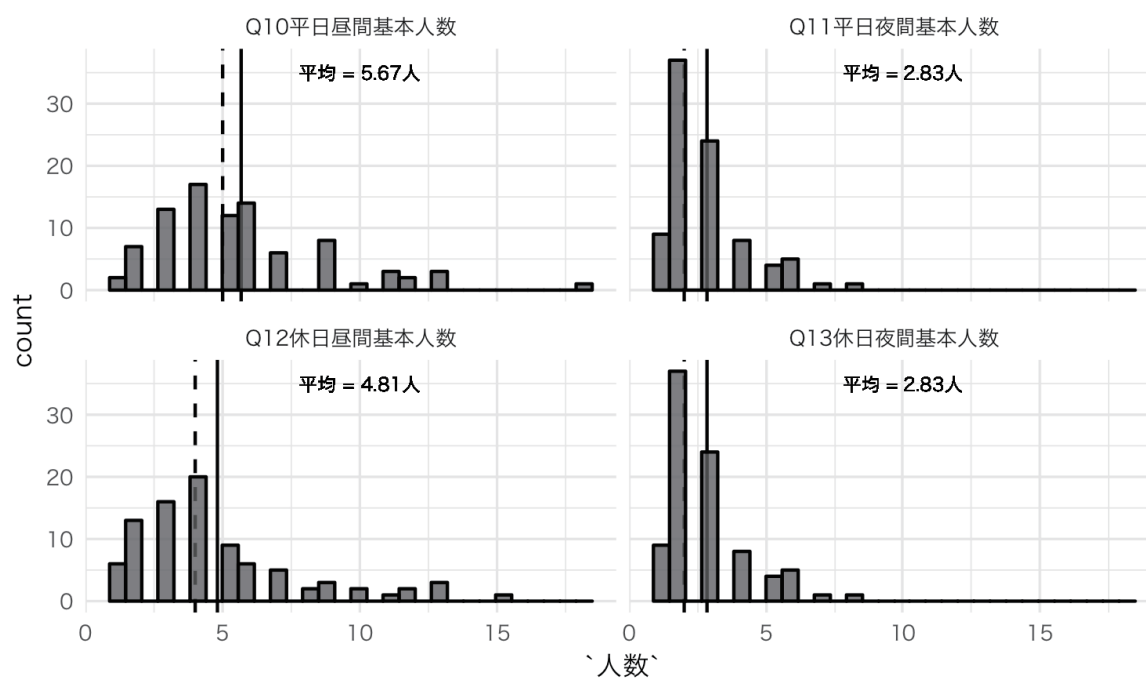 Q10平日昼間基本人数
Q11平日夜間基本人数
平均 = 5.67人
平均 = 2.83人
30
20
10
0
Q12休日昼間基本人数
Q13休日夜間基本人数
平均 = 4.81人
平均 = 2.83人
30
20
10
0
count
0 5 10 15
0 5 10 15
`人数`